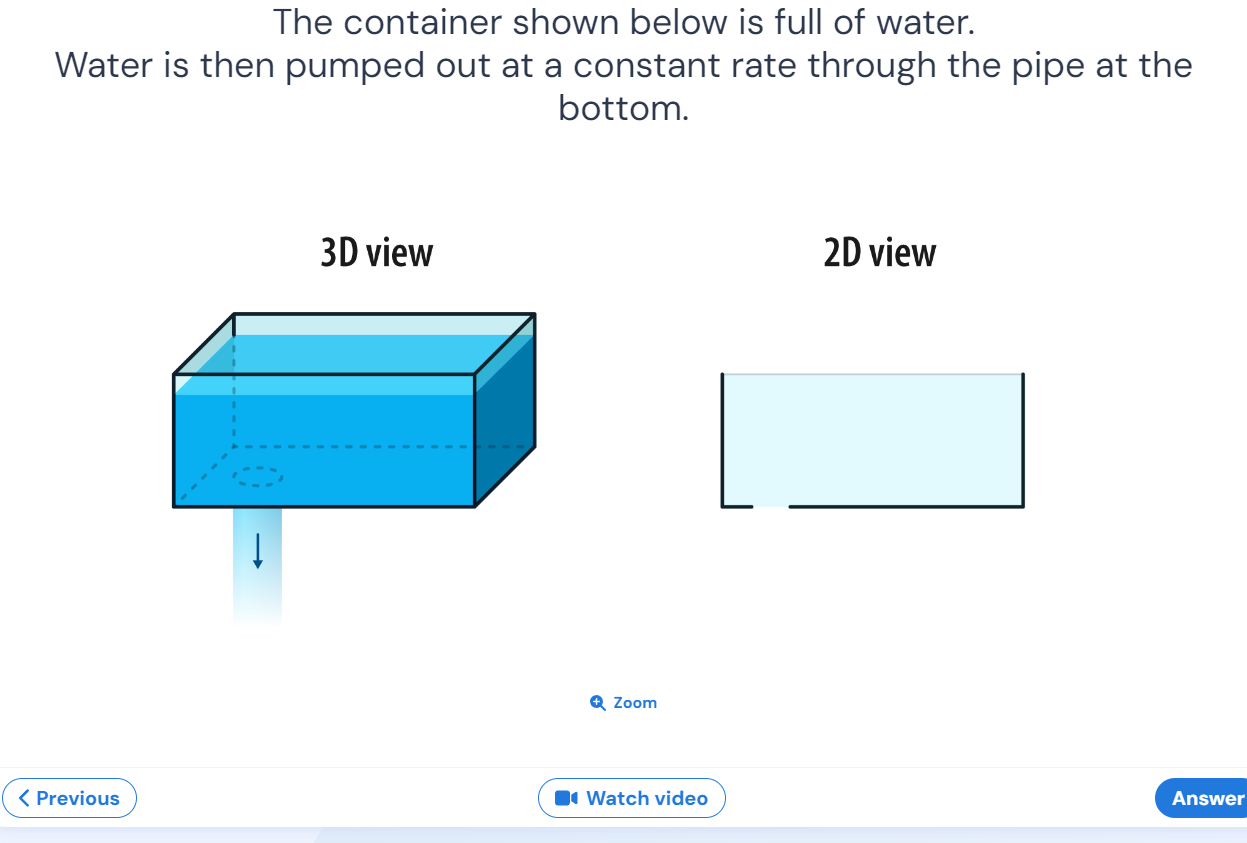 The container shown below is full of water.
Water is then pumped out at a constant rate through the pipe at the
bottom.
3D view
2D view
Zoom
Previous
Watch video
Answer